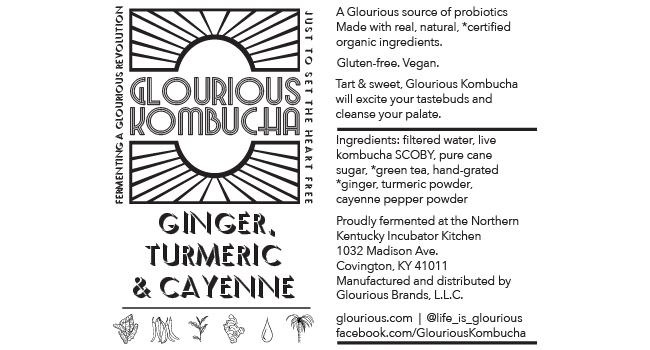 FERMENTING A GLOURIOUS REVOLUTION
GLOURIOUS
KOMBUCHA
JUST TO SET THE HEART FREE
GINGER,
TURMERIC
& CAYENNE
A Glourious source of probiotics
Made with real, natural, *certified
organic ingredients.
Gluten-free. Vegan.
Tart & sweet, Glourious Kombucha
will excite your tastebuds and
cleanse your palate.
Ingredients: filtered water, live
kombucha SCOBY, pure cane
sugar, *green tea, hand-grated
*ginger, turmeric powder,
cayenne pepper powder
Proudly fermented at the Northern
Kentucky Incubator Kitchen
1032 Madison Ave.
Covington, KY 41011
Manufactured and distributed by
Glourious Brands, L.L.C.
glourious.com | @life_is_glourious
facebook.com/GlouriousKombucha